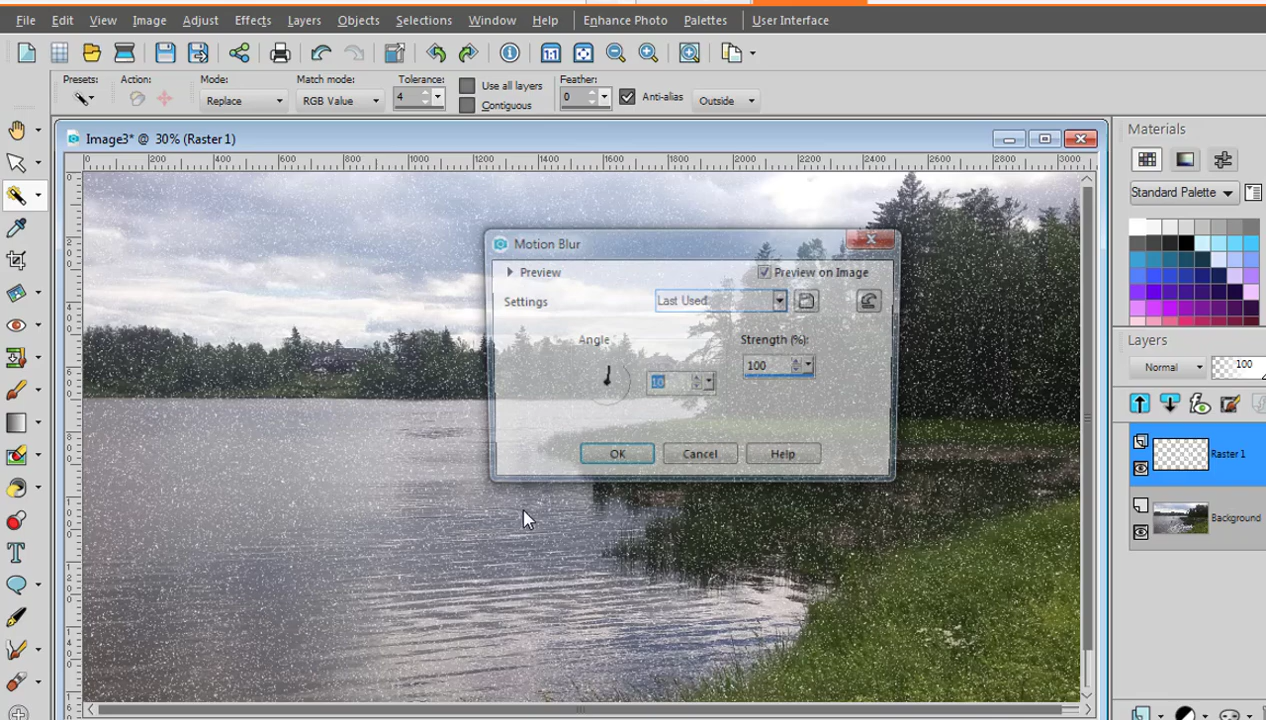 File Edit View Image Adjust Effects Layers Objects Selections Window Help Enhance Photo Palettes User Interface
Presets: Action: Mode: Match mode: Tolerance: Use all layers Feather:
Replace RGB Value 4 Contiguous 0 Anti-alias Outside
Image3* @ 30% (Raster 1)
0 200 400 600 800 1000 1200 1400 1600 1800 2000 2200 2400 2600 2800 3000
Materials
Standard Palette
Motion Blur
Preview Preview on Image
Settings Last Used
Angle Strength (%):
10 100
OK Cancel Help
Layers
Normal 100
Raster 1
Background